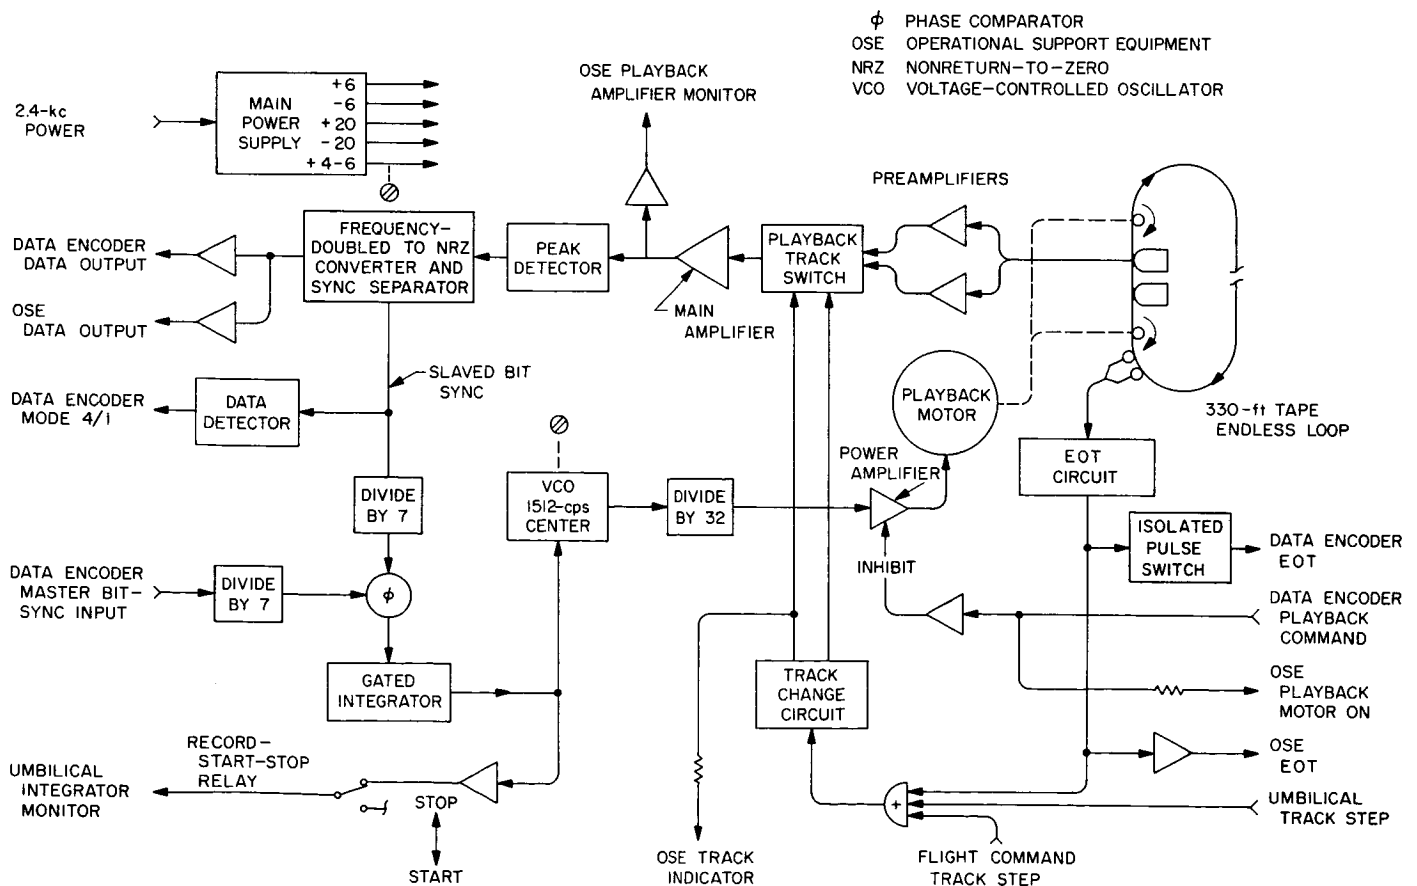 ϕ PHASE COMPARATOR
OSE OPERATIONAL SUPPORT EQUIPMENT
NRZ NONRETURN-TO-ZERO
VCO VOLTAGE-CONTROLLED OSCILLATOR
2.4-kc
POWER
MAIN
POWER
SUPPLY
+6
-6
+20
-20
+4-6
OSE PLAYBACK
AMPLIFIER MONITOR
PREAMPLIFIERS
DATA ENCODER
DATA OUTPUT
OSE
DATA OUTPUT
FREQUENCY-
DOUBLED TO NRZ
CONVERTER AND
SYNC SEPARATOR
PEAK
DETECTOR
MAIN
AMPLIFIER
PLAYBACK
TRACK
SWITCH
SLAVED BIT
SYNC
DATA ENCODER
MODE 4/1
DATA
DETECTOR
PLAYBACK
MOTOR
330-ft TAPE
ENDLESS LOOP
EOT
CIRCUIT
POWER
AMPLIFIER
DIVIDE
BY 7
VCO
1512-cps
CENTER
DIVIDE
BY 32
ISOLATED
PULSE
SWITCH
DATA ENCODER
EOT
DATA ENCODER
MASTER BIT-
SYNC INPUT
DIVIDE
BY 7
ϕ
INHIBIT
DATA ENCODER
PLAYBACK
COMMAND
GATED
INTEGRATOR
TRACK
CHANGE
CIRCUIT
OSE
PLAYBACK
MOTOR ON
RECORD-
START-STOP
RELAY
UMBILICAL
INTEGRATOR
MONITOR
STOP
START
OSE
EOT
+
UMBILICAL
TRACK STEP
OSE TRACK
INDICATOR
FLIGHT COMMAND
TRACK STEP